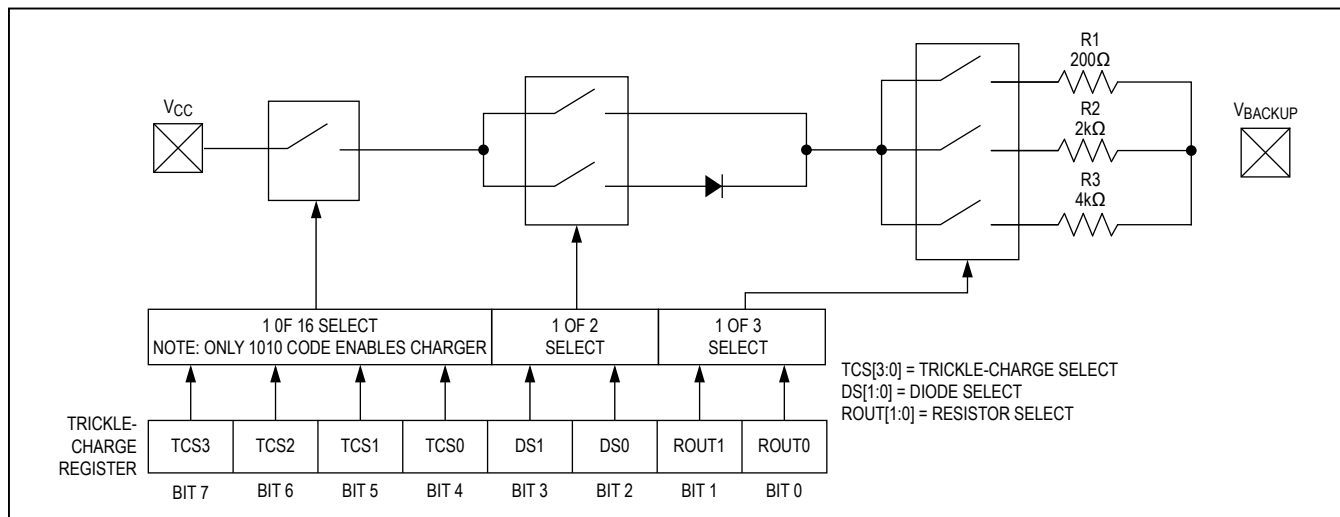 R1
200Ω
VCC
R2
2kΩ
VBACKUP
R3
4kΩ
1 0F 16 SELECT
NOTE: ONLY 1010 CODE ENABLES CHARGER
1 OF 2
SELECT
1 OF 3
SELECT
TCS[3:0] = TRICKLE-CHARGE SELECT
DS[1:0] = DIODE SELECT
ROUT[1:0] = RESISTOR SELECT
TRICKLE-
CHARGE
REGISTER
TCS3 TCS2 TCS1 TCS0 DS1 DS0 ROUT1 ROUT0
BIT 7 BIT 6 BIT 5 BIT 4 BIT 3 BIT 2 BIT 1 BIT 0